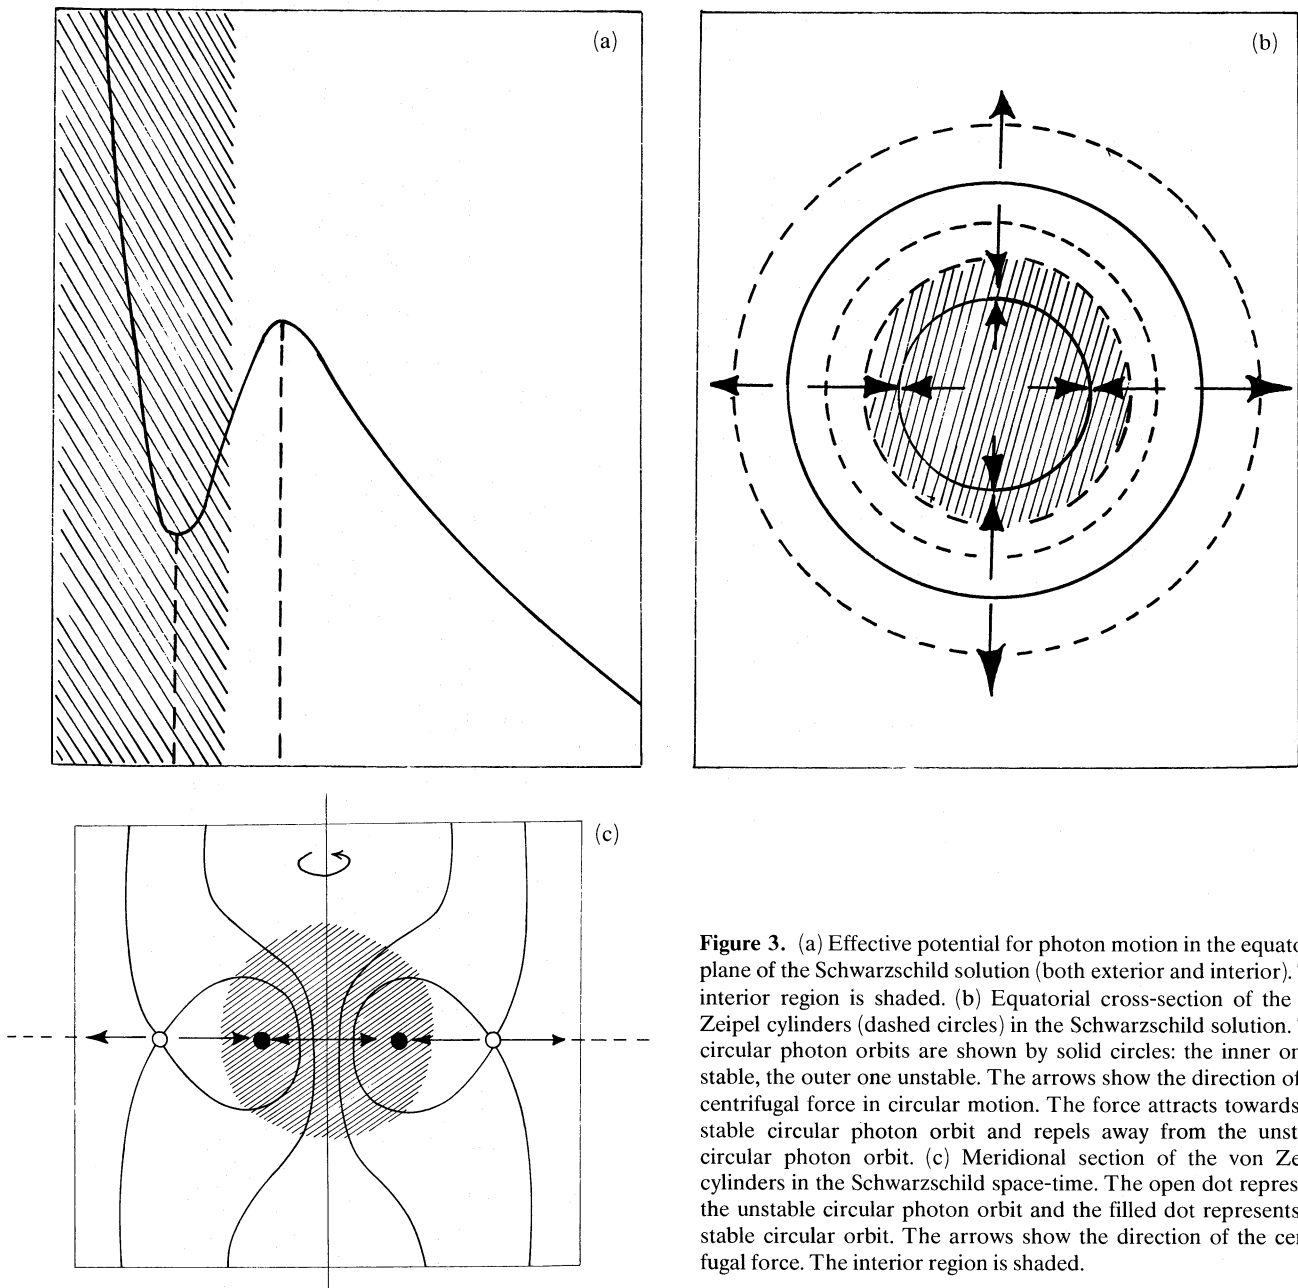 (a)
(b)
(c)
Figure 3. (a) Effective potential for photon motion in the equato
plane of the Schwarzschild solution (both exterior and interior).
interior region is shaded. (b) Equatorial cross-section of the
Zeipel cylinders (dashed circles) in the Schwarzschild solution.
circular photon orbits are shown by solid circles: the inner on
stable, the outer one unstable. The arrows show the direction of
centrifugal force in circular motion. The force attracts towards
stable circular photon orbit and repels away from the unst
circular photon orbit. (c) Meridional section of the von Ze
cylinders in the Schwarzschild space-time. The open dot repres
the unstable circular photon orbit and the filled dot represents
stable circular orbit. The arrows show the direction of the cen
fugal force. The interior region is shaded.